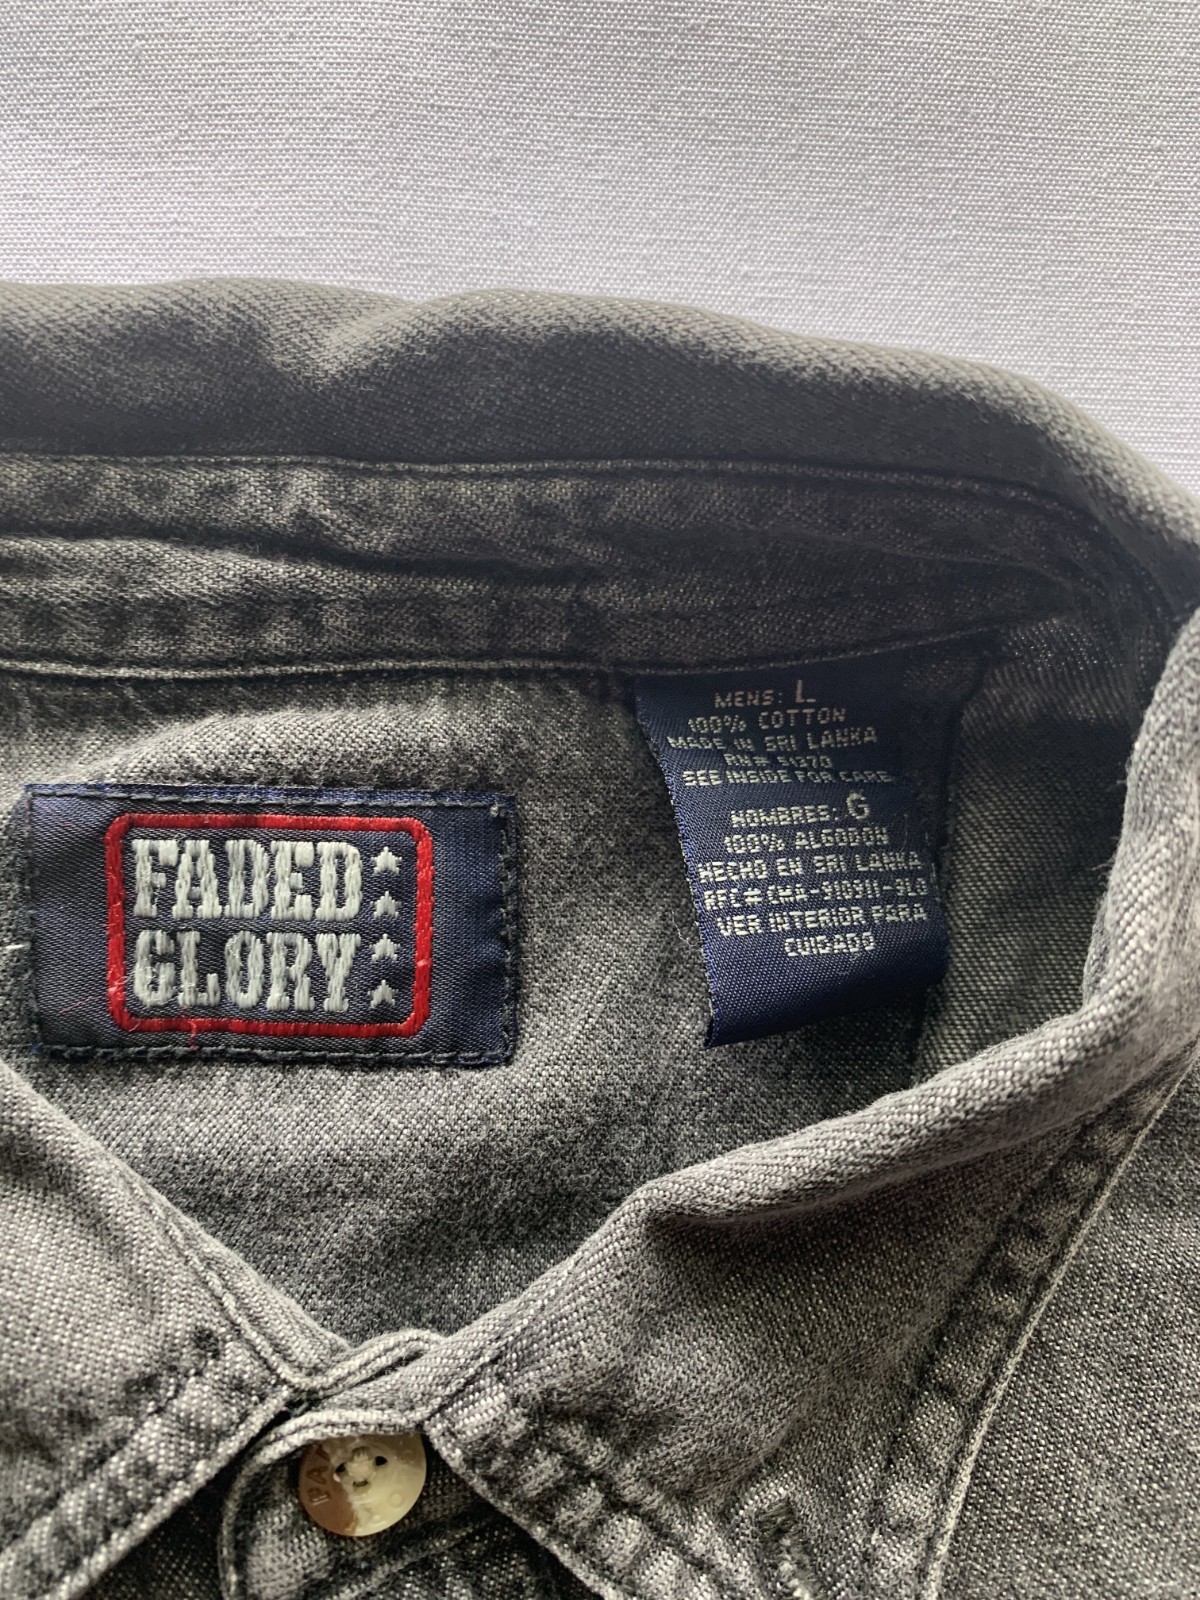 FADED
GLORY
MENS: L
100% COTTON
MADE IN SRI LANKA
RN# 51270
SEE INSIDE FOR CARE
HOMBRES: G
100% ALGODON
HECHO EN SRI LANKA
VER INTERIOR PARA
CUIDADO